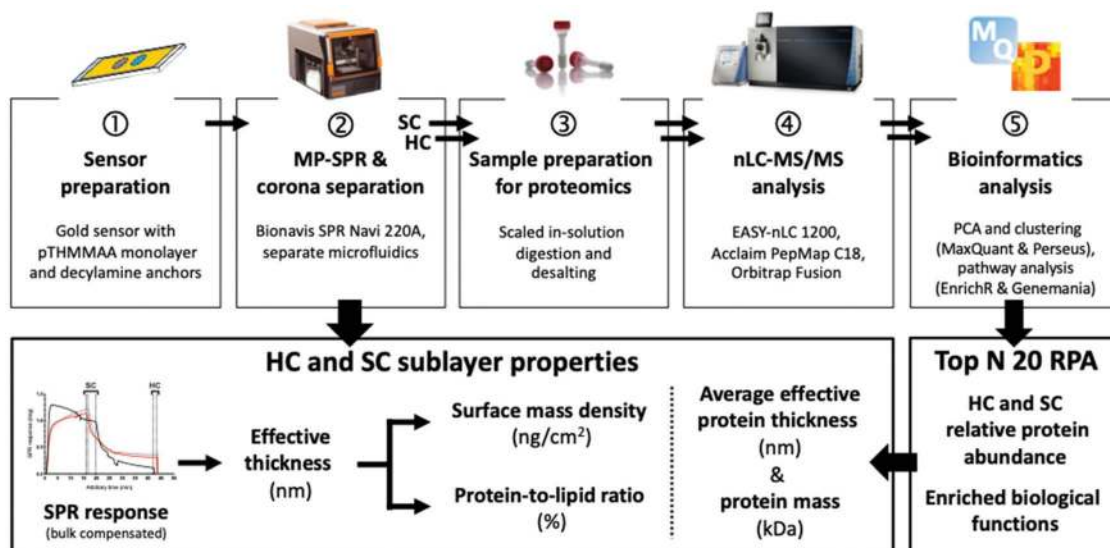 MQ
P
①
Sensor
preparation
Gold sensor with
pTHMMAA monolayer
and decylamine anchors
②
MP-SPR &
corona separation
Bionavis SPR Navi 220A,
separate microfluidics
SC
HC
③
Sample preparation
for proteomics
Scaled in-solution
digestion and
desalting
④
nLC-MS/MS
analysis
EASY-nLC 1200,
Acclaim PepMap C18,
Orbitrap Fusion
⑤
Bioinformatics
analysis
PCA and clustering
(MaxQuant & Perseus),
pathway analysis
(EnrichR & Genemania)
HC and SC sublayer properties
SC
HC
SPR response
(bulk compensated)
Effective
thickness
(nm)
Surface mass density
(ng/cm²)
Protein-to-lipid ratio
(%)
Average effective
protein thickness
(nm)
&
protein mass
(kDa)
Top N 20 RPA
HC and SC
relative protein
abundance
Enriched biological
functions